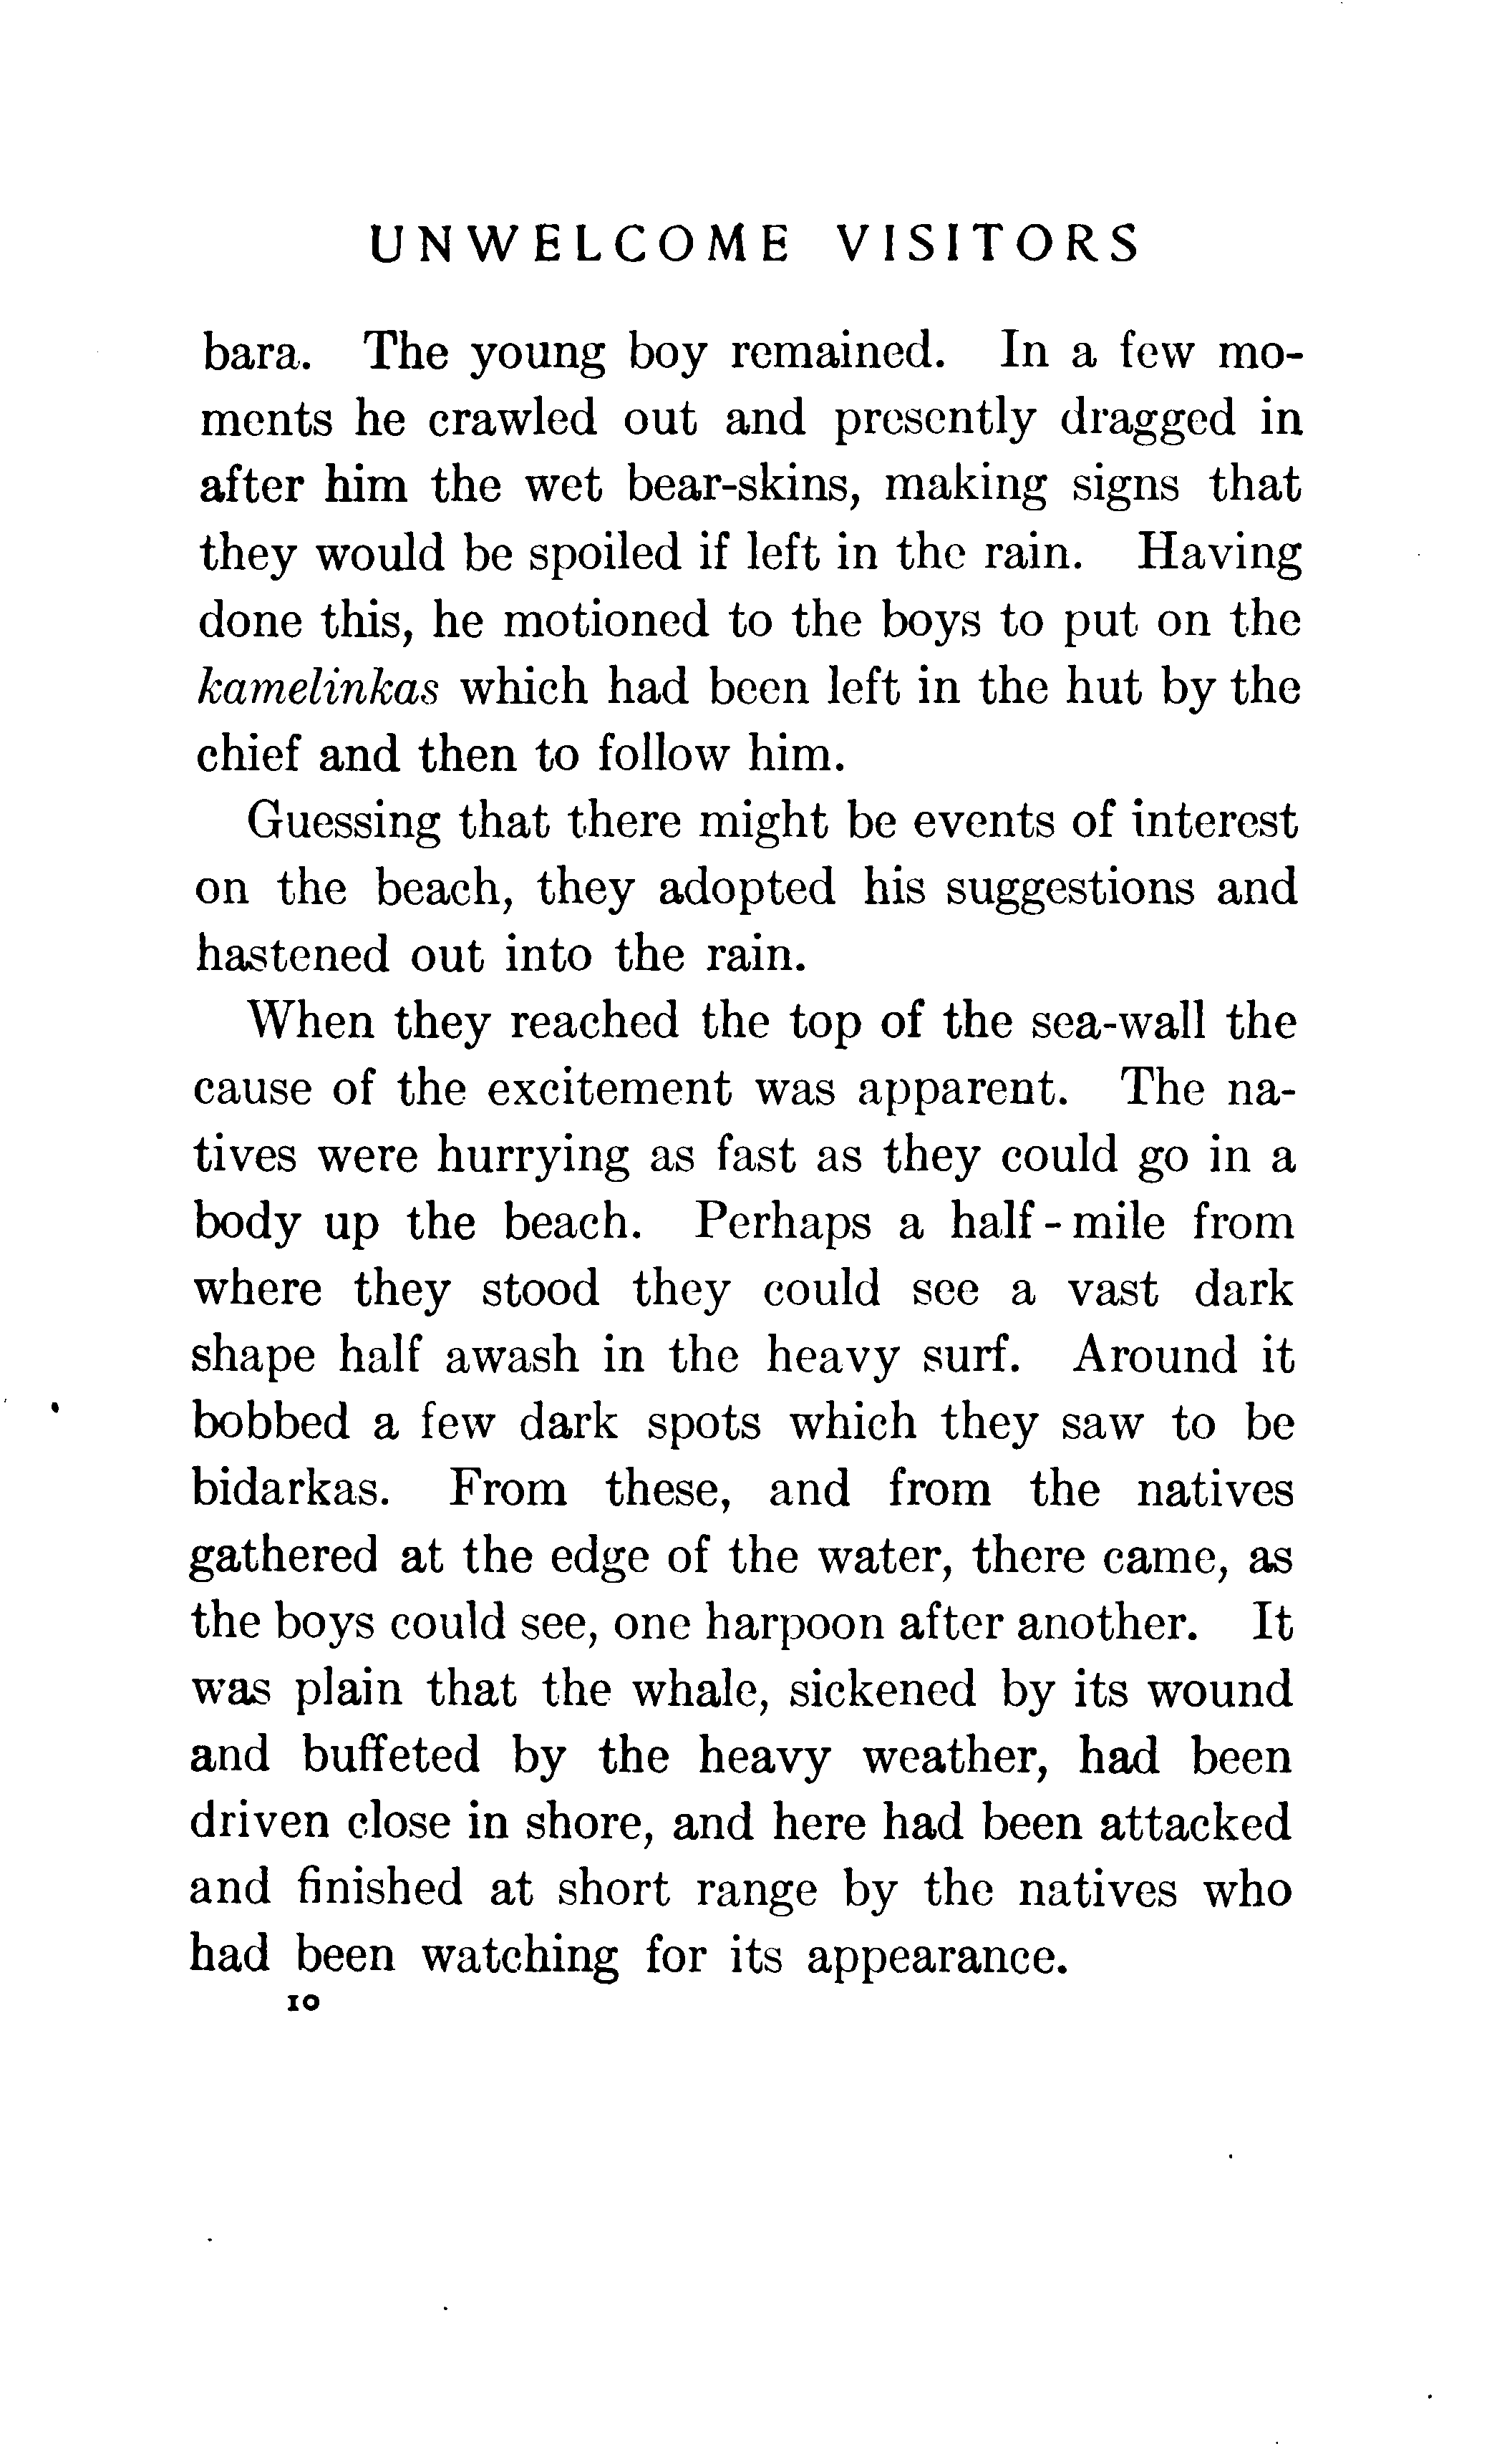 UNWELCOME VISITORS
bara. The young boy remained. In a few mo-
ments he crawled out and presently dragged in
after him the wet bear-skins, making signs that
they would be spoiled if left in the rain. Having
done this, he motioned to the boys to put on the
kamelinkas which had been left in the hut by the
chief and then to follow him.
Guessing that there might be events of interest
on the beach, they adopted his suggestions and
hastened out into the rain.
When they reached the top of the sea-wall the
cause of the excitement was apparent. The na-
tives were hurrying as fast as they could go in a
body up the beach. Perhaps a half-mile from
where they stood they could see a vast dark
shape half awash in the heavy surf. Around it
bobbed a few dark spots which they saw to be
bidarkas. From these, and from the natives
gathered at the edge of the water, there came, as
the boys could see, one harpoon after another. It
was plain that the whale, sickened by its wound
and buffeted by the heavy weather, had been
driven close in shore, and here had been attacked
and finished at short range by the natives who
had been watching for its appearance.
10